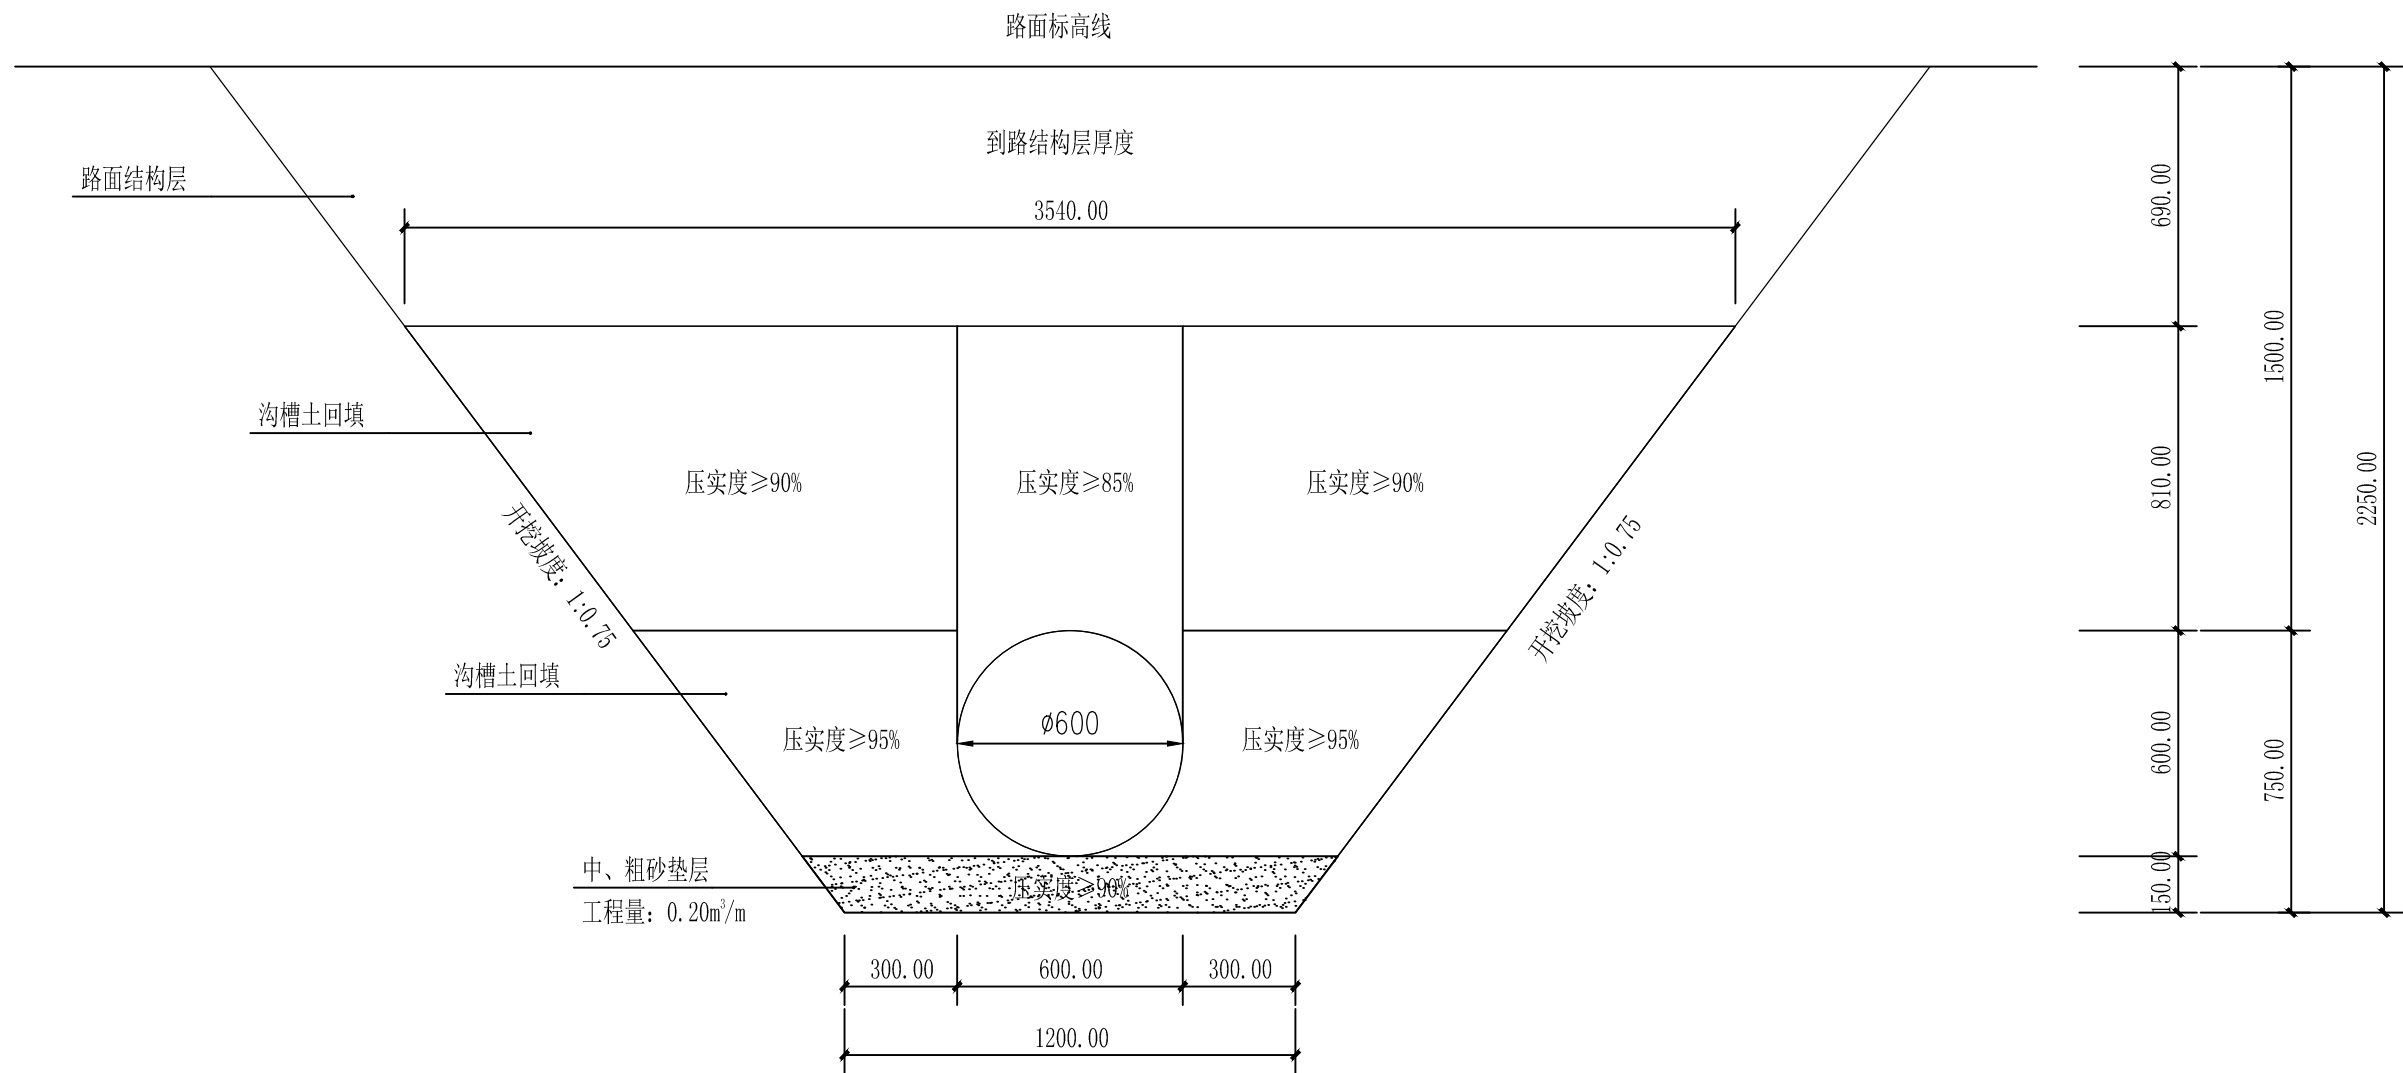 路面标高线
到路结构层厚度
路面结构层
3540.00
690.00
1500.00
沟槽土回填
压实度≥90%
压实度≥85%
压实度≥90%
810.00
2250.00
开挖坡度：1:0.75
开挖坡度：1:0.75
沟槽土回填
压实度≥95%
ø600
压实度≥95%
600.00
750.00
中、粗砂垫层
压实度≥90%
150.00
工程量：0.20m³/m
300.00
600.00
300.00
1200.00